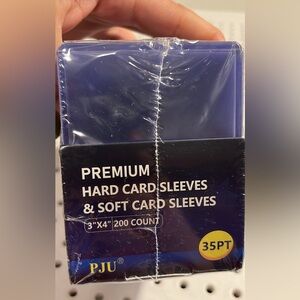 PREMIUM
HARD CARD SLEEVES
& SOFT CARD SLEEVES
3"X4" 200 COUNT
35PT
PJU®